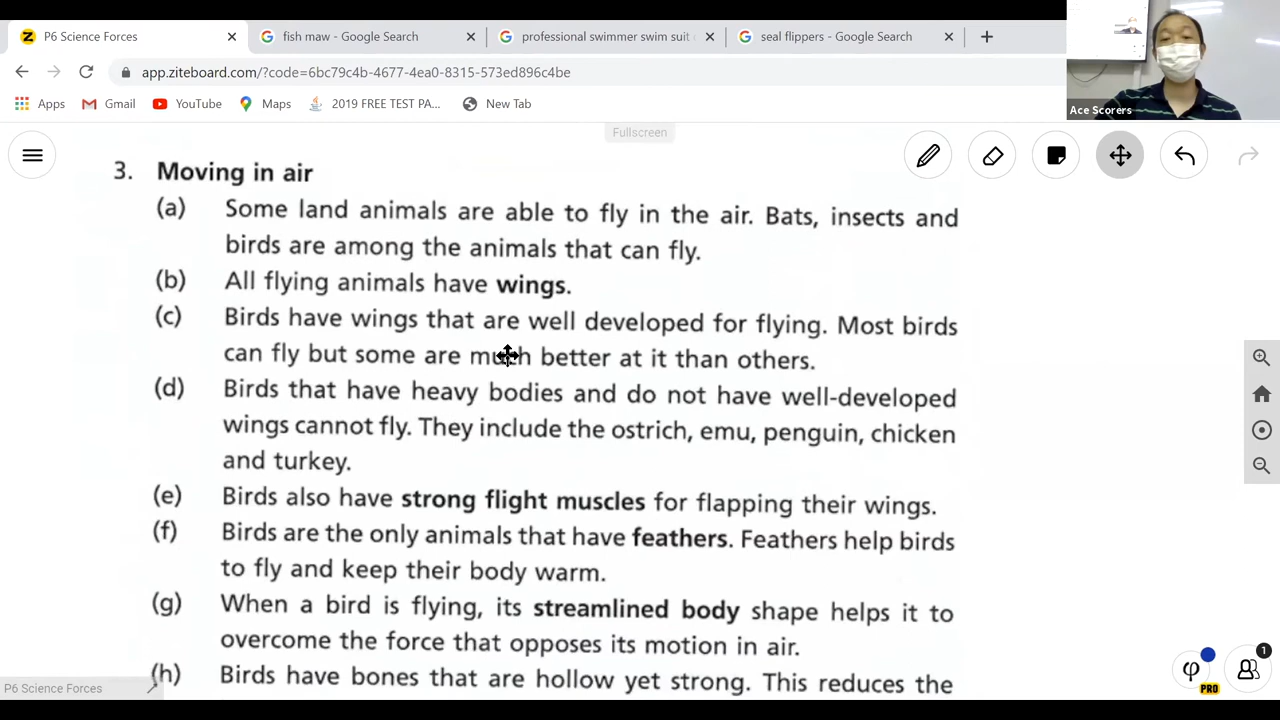 P6 Science Forces
fish maw - Google Search
professional swimmer swim suit
seal flippers - Google Search
app.ziteboard.com/?code=6bc79c4b-4677-4ea0-8315-573ed896c4be
Apps
Gmail
YouTube
Maps
2019 FREE TEST PA...
New Tab
Ace Scorers
Fullscreen
3. Moving in air
(a) Some land animals are able to fly in the air. Bats, insects and
birds are among the animals that can fly.
(b) All flying animals have wings.
(c) Birds have wings that are well developed for flying. Most birds
can fly but some are much better at it than others.
(d) Birds that have heavy bodies and do not have well-developed
wings cannot fly. They include the ostrich, emu, penguin, chicken
and turkey.
(e) Birds also have strong flight muscles for flapping their wings.
(f) Birds are the only animals that have feathers. Feathers help birds
to fly and keep their body warm.
(g) When a bird is flying, its streamlined body shape helps it to
overcome the force that opposes its motion in air.
(h) Birds have bones that are hollow yet strong. This reduces the
P6 Science Forces
PRO
1